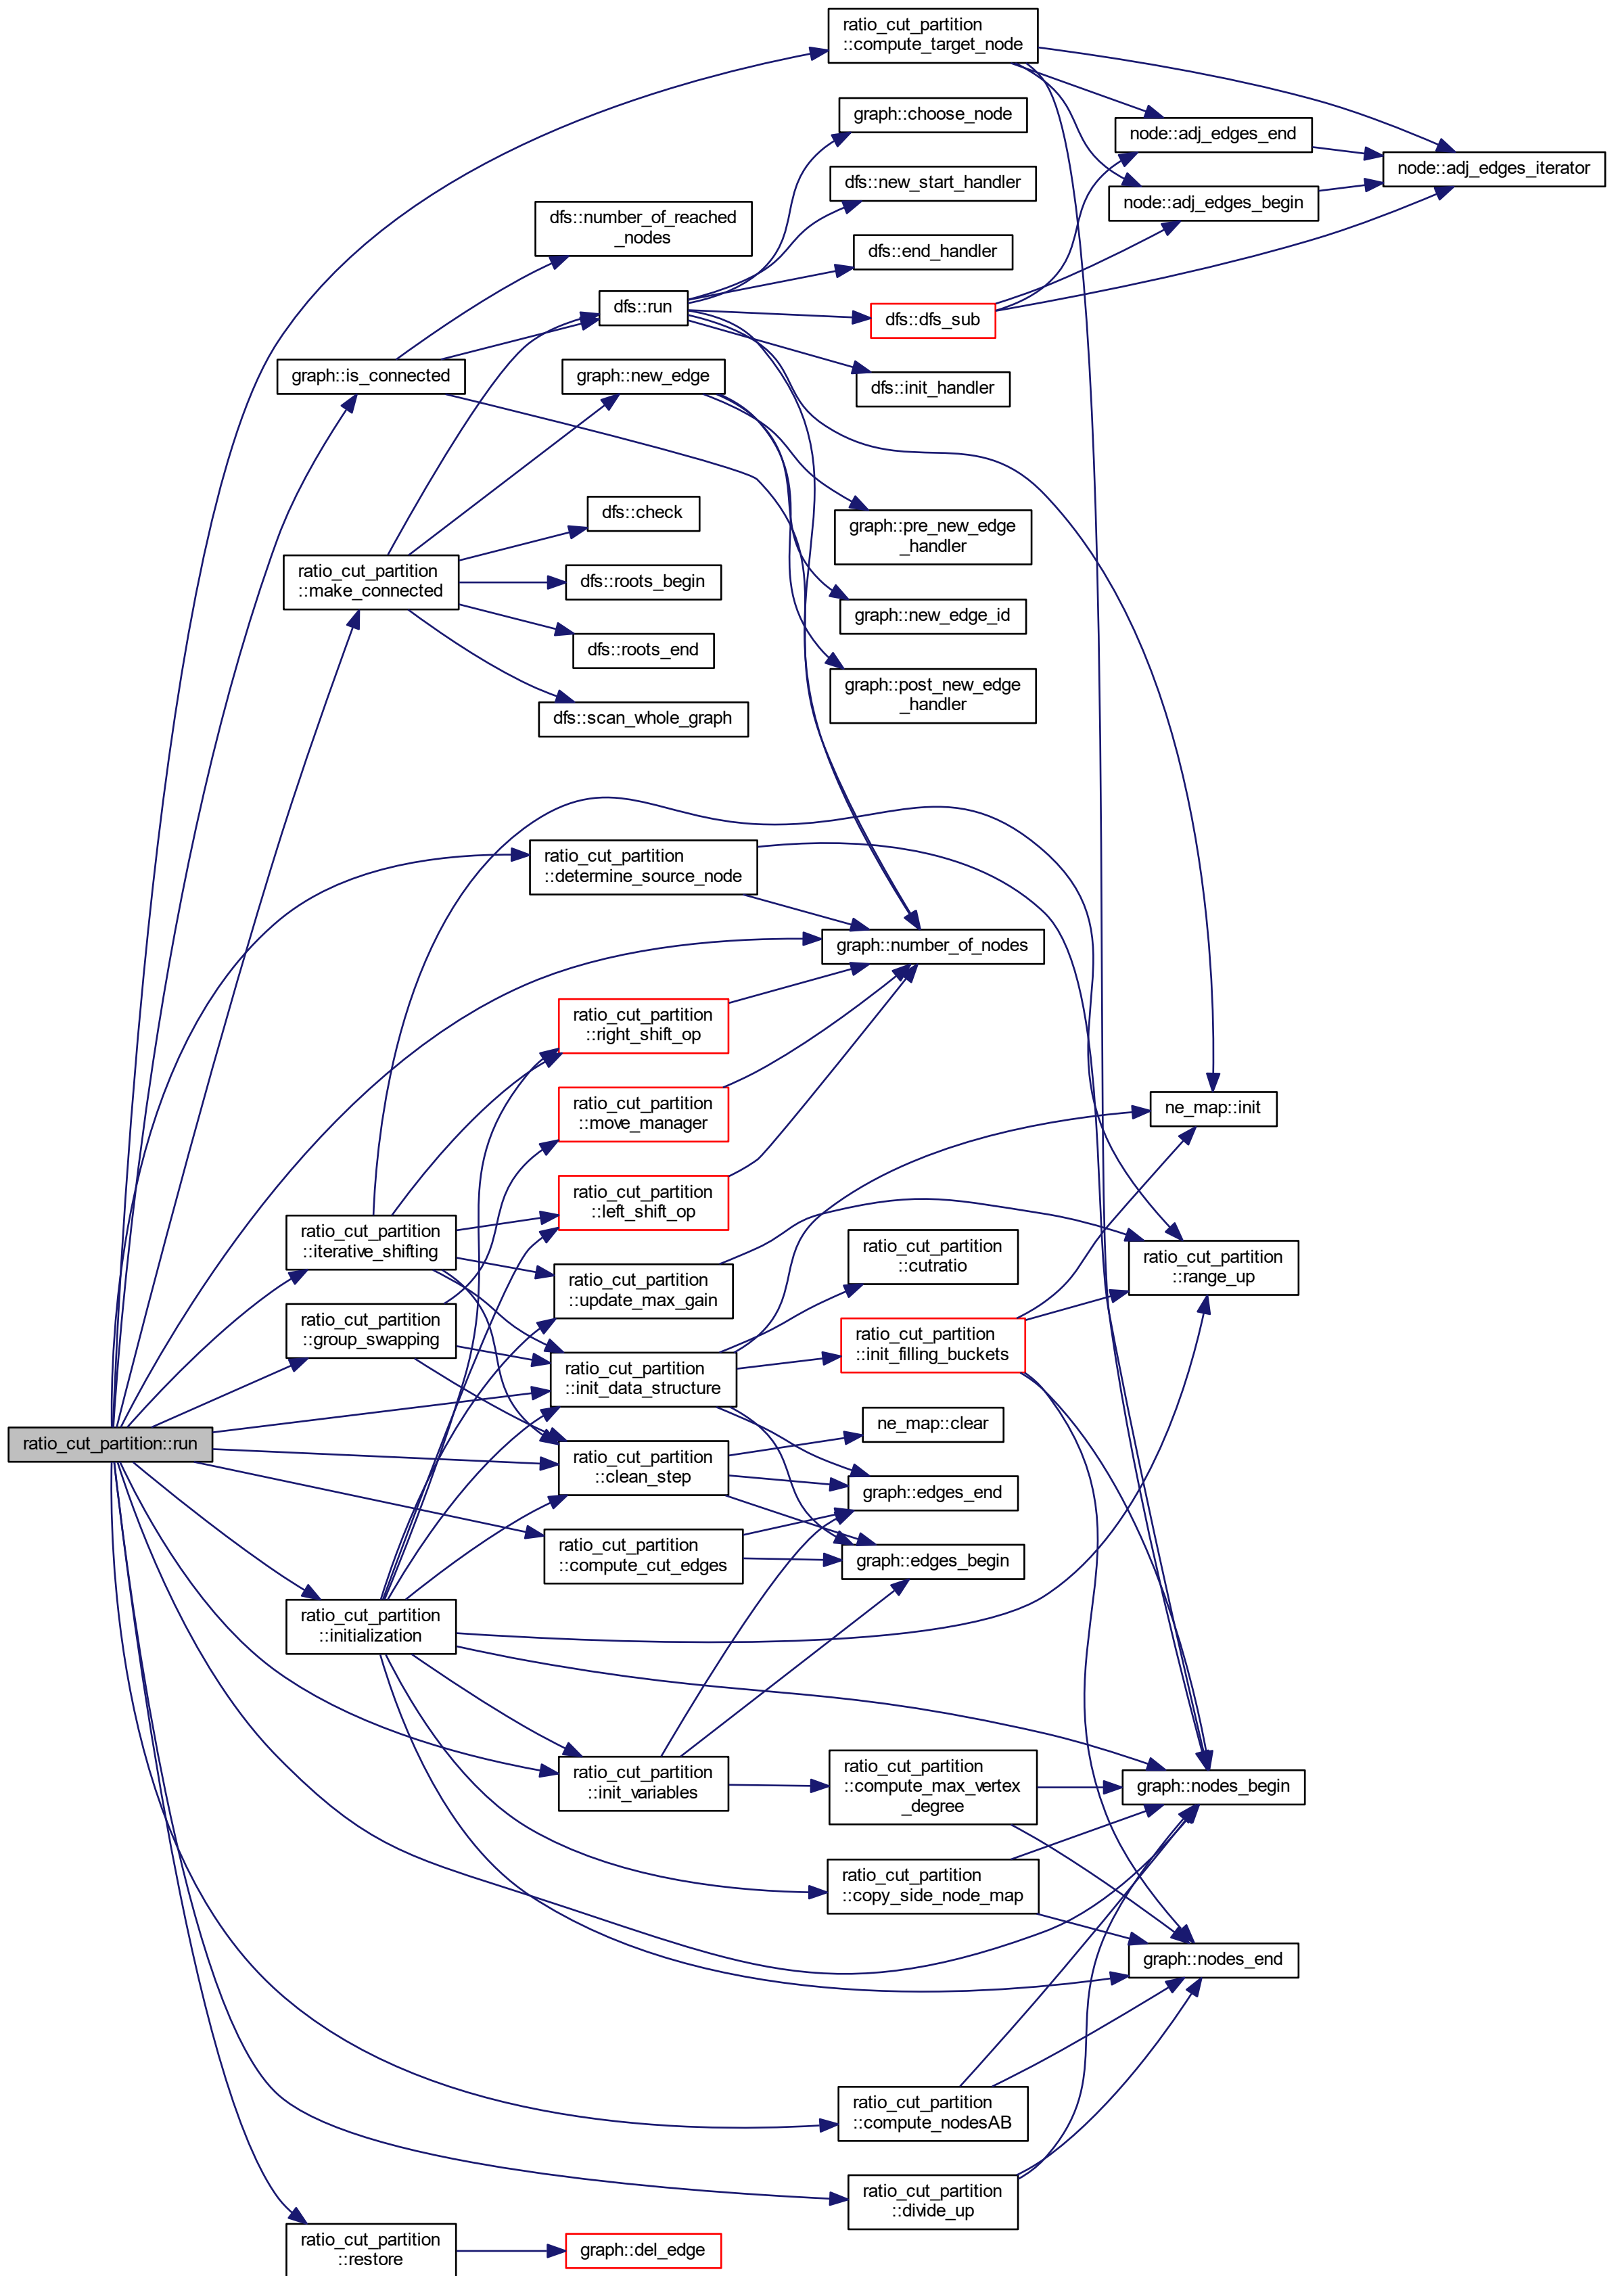 ratio_cut_partition
::compute_target_node
graph::choose_node
node::adj_edges_end
node::adj_edges_iterator
dfs::new_start_handler
node::adj_edges_begin
dfs::number_of_reached
_nodes
dfs::end_handler
dfs::run
dfs::dfs_sub
graph::is_connected
graph::new_edge
dfs::init_handler
dfs::check
graph::pre_new_edge
_handler
ratio_cut_partition
::make_connected
dfs::roots_begin
graph::new_edge_id
dfs::roots_end
graph::post_new_edge
_handler
dfs::scan_whole_graph
ratio_cut_partition
::determine_source_node
graph::number_of_nodes
ratio_cut_partition
::right_shift_op
ratio_cut_partition
::move_manager
ne_map::init
ratio_cut_partition
::left_shift_op
ratio_cut_partition
::iterative_shifting
ratio_cut_partition
::cutratio
ratio_cut_partition
::range_up
ratio_cut_partition
::update_max_gain
ratio_cut_partition
::group_swapping
ratio_cut_partition
::init_filling_buckets
ratio_cut_partition
::init_data_structure
ne_map::clear
ratio_cut_partition::run
ratio_cut_partition
::clean_step
graph::edges_end
ratio_cut_partition
::compute_cut_edges
graph::edges_begin
ratio_cut_partition
::initialization
ratio_cut_partition
::init_variables
ratio_cut_partition
::compute_max_vertex
_degree
graph::nodes_begin
ratio_cut_partition
::copy_side_node_map
graph::nodes_end
ratio_cut_partition
::compute_nodesAB
ratio_cut_partition
::divide_up
ratio_cut_partition
::restore
graph::del_edge